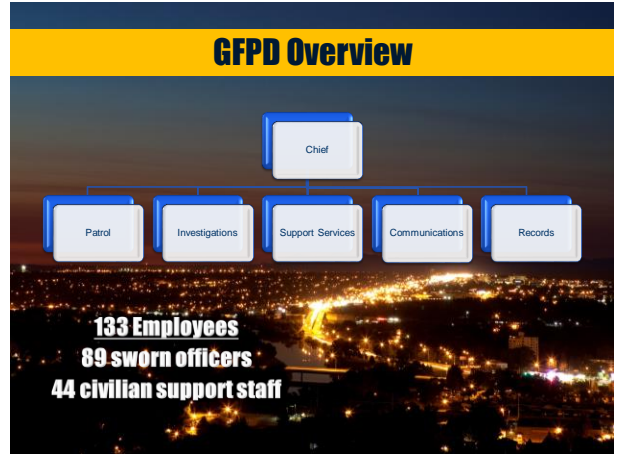 GFPD Overview
Chief
Patrol
Investigations
Support Services
Communications
Records
133 Employees
89 sworn officers
44 civilian support staff